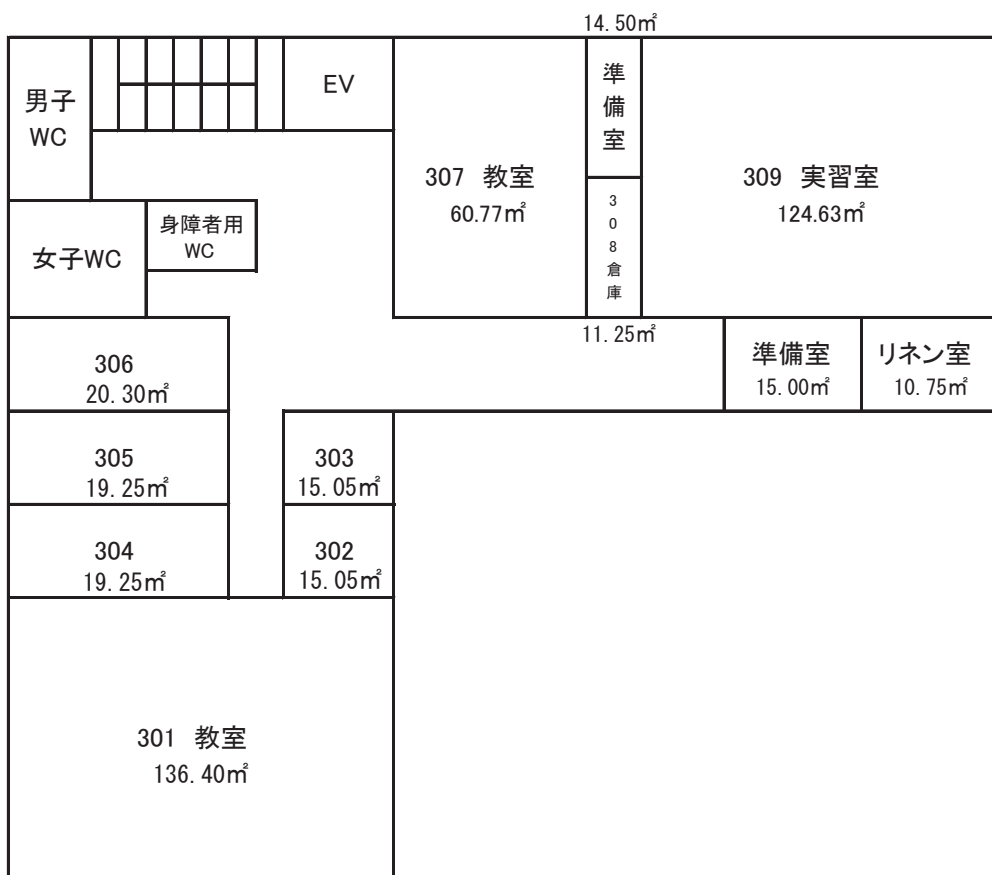 14.50㎡
男子
WC
EV
準
備
室
307 教室
60.77㎡
309 実習室
124.63㎡
3
0
8
倉
庫
身障者用
WC
女子WC
11.25㎡
306
20.30㎡
準備室
15.00㎡
リネン室
10.75㎡
305
19.25㎡
303
15.05㎡
304
19.25㎡
302
15.05㎡
301 教室
136.40㎡